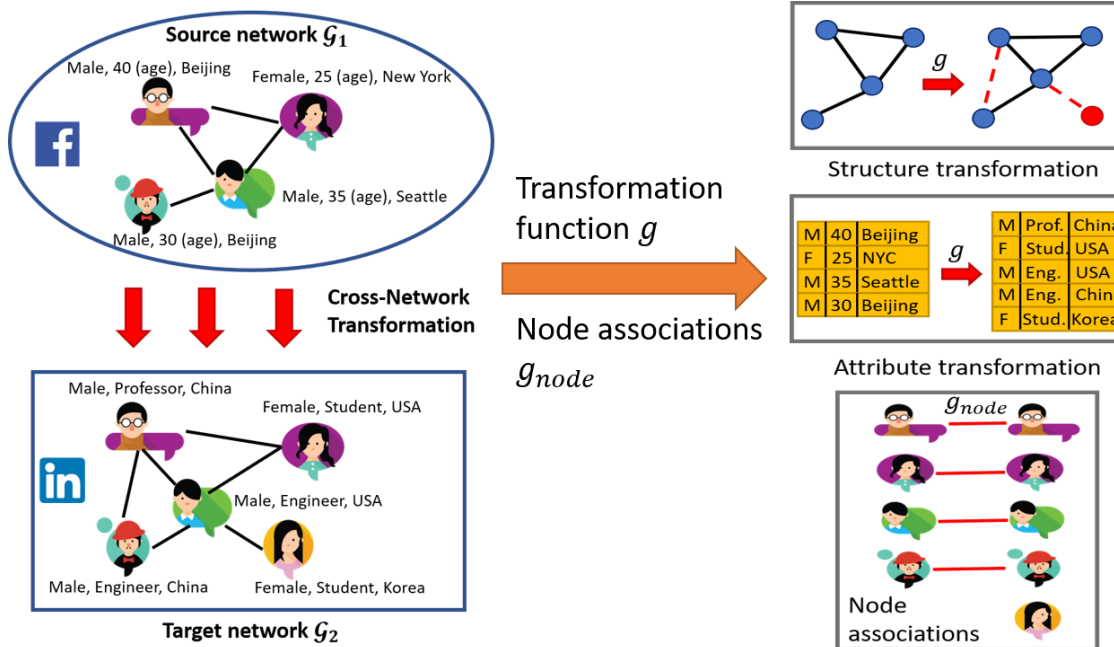 Source network 𝒢₁
Male, 40 (age), Beijing
Female, 25 (age), New York
f
Male, 35 (age), Seattle
Male, 30 (age), Beijing
Cross-Network
Transformation
Male, Professor, China
Female, Student, USA
in
Male, Engineer, USA
Male, Engineer, China
Female, Student, Korea
Target network 𝒢₂
Transformation
function g
Node associations
g_node
g
Structure transformation
M 40 Beijing
F 25 NYC
M 35 Seattle
M 30 Beijing
g
M Prof. China
F Stud. USA
M Eng. USA
M Eng. China
F Stud. Korea
Attribute transformation
g_node
Node
associations